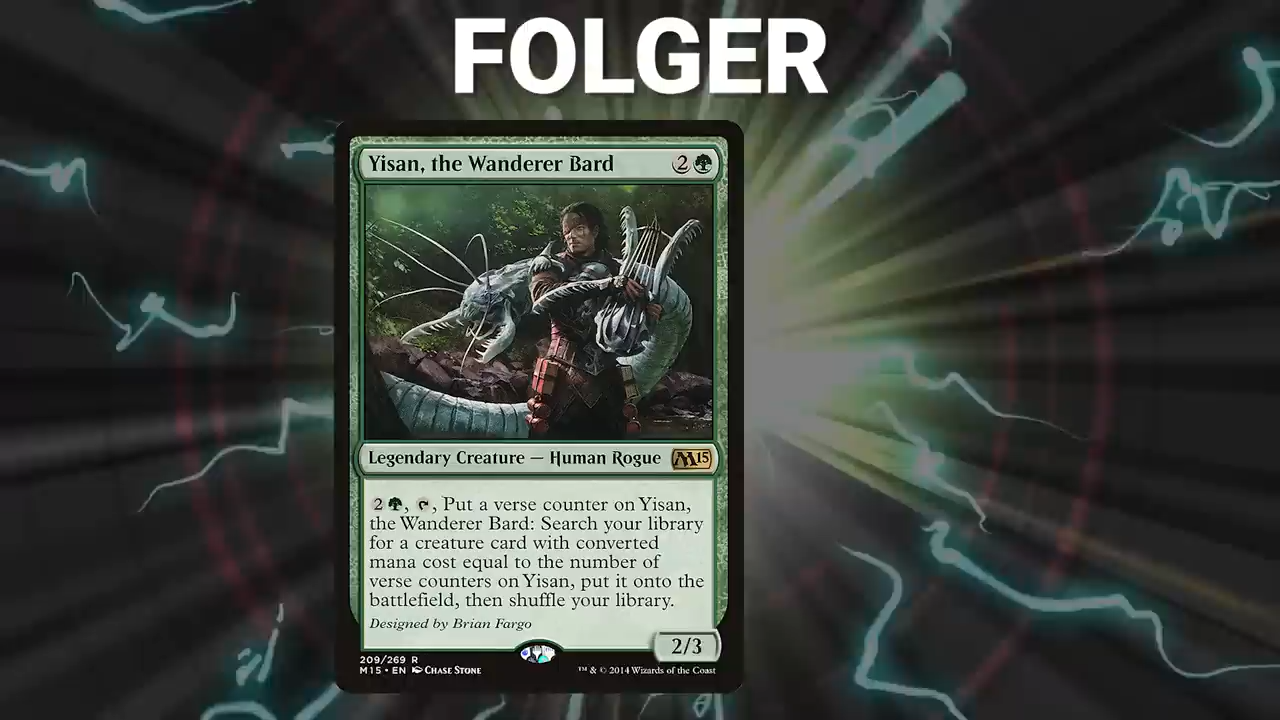 FOLGER
Yisan, the Wanderer Bard 2
Legendary Creature — Human Rogue M15
2 , , Put a verse counter on Yisan,
the Wanderer Bard: Search your library
for a creature card with converted
mana cost equal to the number of
verse counters on Yisan, put it onto the
battlefield, then shuffle your library.
Designed by Brian Fargo
2/3
209/269 R
M15 • EN Chase Stone
™ & © 2014 Wizards of the Coast